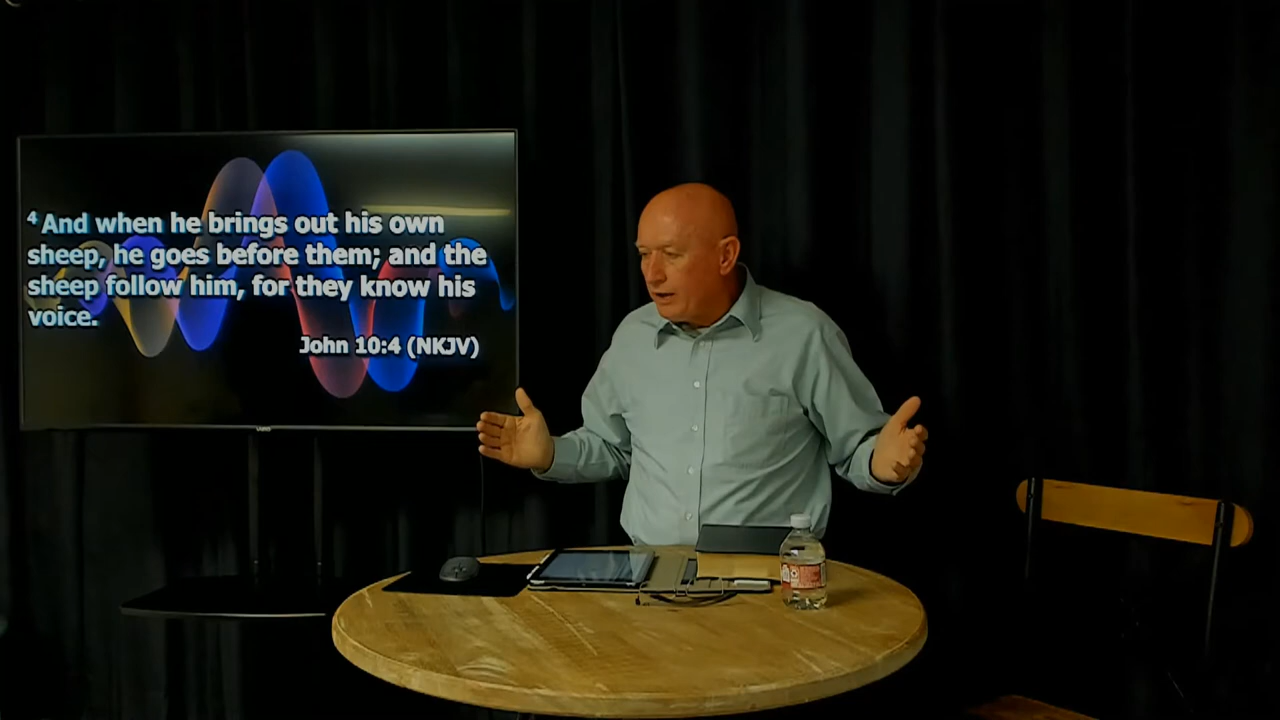 4 And when he brings out his own
sheep, he goes before them; and the
sheep follow him, for they know his
voice.
John 10:4 (NKJV)